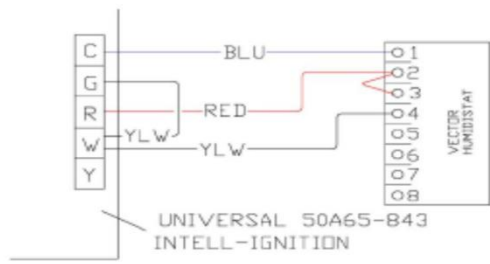 C
BLU
1
G
2
3
R
RED
4
YLW
W
YLW
5
Y
6
7
8
VECTOR
HUMIDISTAT
UNIVERSAL 50A65-843
INTELL-IGNITION